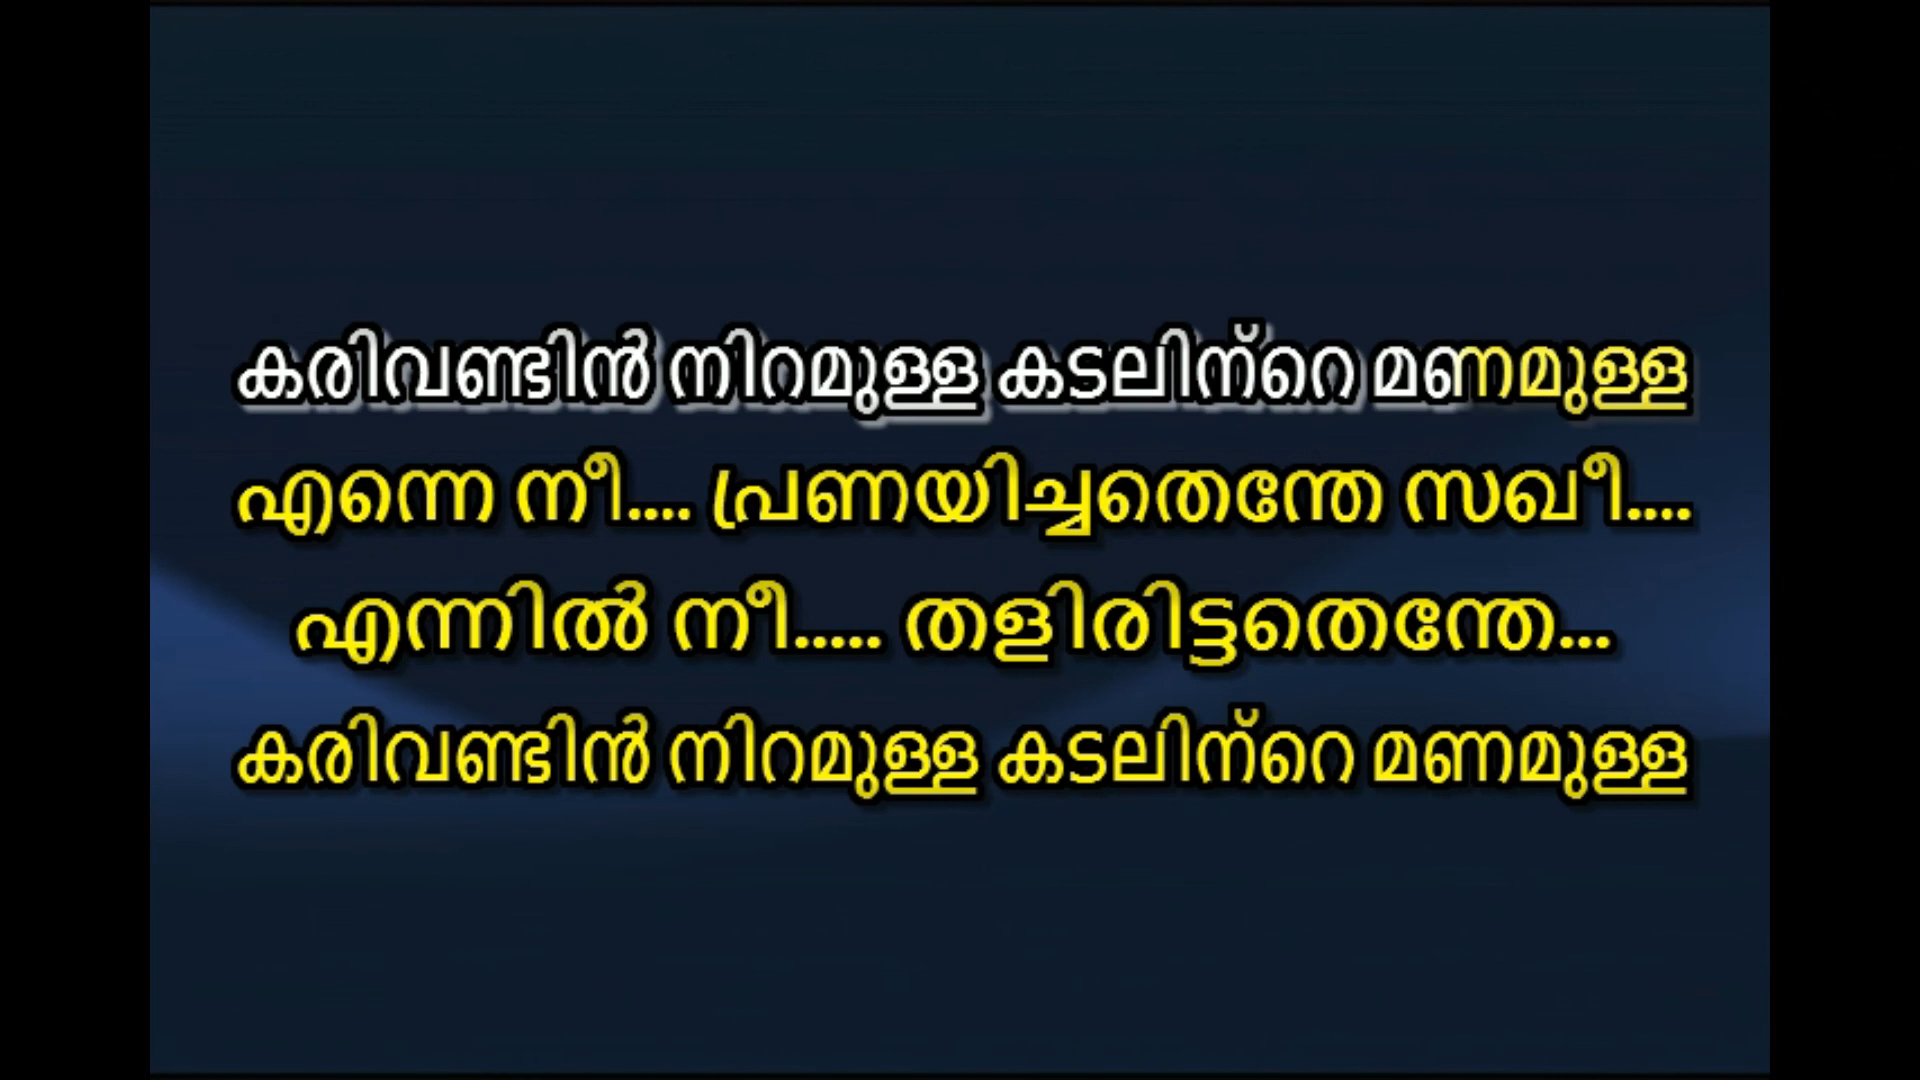 കരിവണ്ടിൻ നിറമുള്ള കടലിന്റെ മണമുള്ള
എന്നെ നീ.... പ്രണയിച്ചതെന്തേ സഖീ....
എന്നിൽ നീ..... തളിരിട്ടതെന്തേ...
കരിവണ്ടിൻ നിറമുള്ള കടലിന്റെ മണമുള്ള